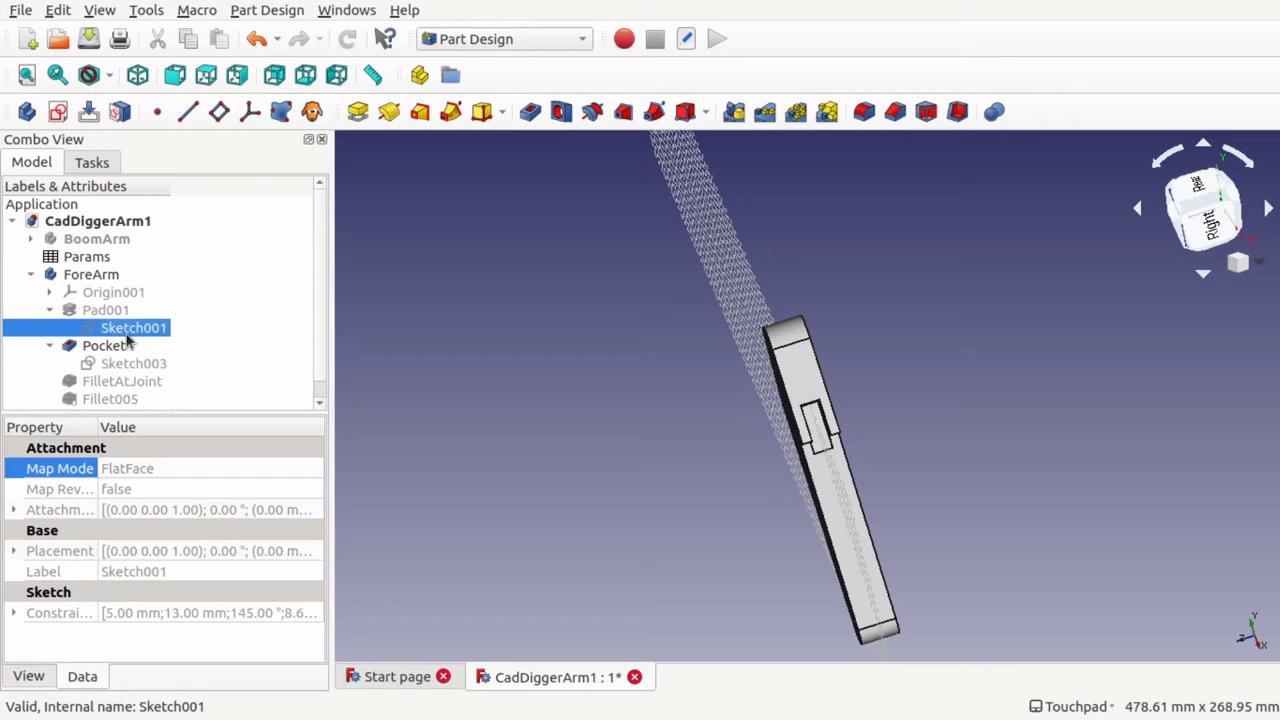 File Edit View Tools Macro Part Design Windows Help
Part Design
Combo View
Model Tasks
Labels & Attributes
Application
CadDiggerArm1
BoomArm
Params
ForeArm
Origin001
Pad001
Sketch001
Pocket
Sketch003
FilletAtJoint
Fillet005
Property Value
Attachment
Map Mode FlatFace
Map Rev... false
Attachm... [(0.00 0.00 1.00); 0.00 °; (0.00 m...
Base
Placement [(0.00 0.00 1.00); 0.00 °; (0.00 m...
Label Sketch001
Sketch
Constrai... [5.00 mm;13.00 mm;145.00 °;8.6...
View Data
Rear
Right
Y
X
Y
Z
X
Start page CadDiggerArm1 : 1*
Valid, Internal name: Sketch001 Touchpad 478.61 mm x 268.95 mm